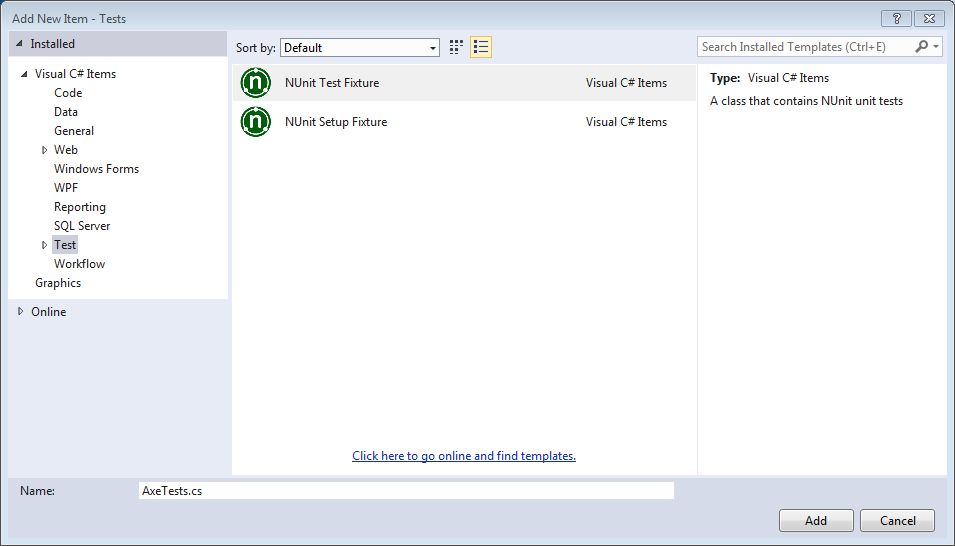 Add New Item - Tests
Installed
Sort by: Default
Search Installed Templates (Ctrl+E)
Visual C# Items
Code
Data
General
Web
Windows Forms
WPF
Reporting
SQL Server
Test
Workflow
Graphics
Online
NUnit Test Fixture Visual C# Items
NUnit Setup Fixture Visual C# Items
Click here to go online and find templates.
Type: Visual C# Items
A class that contains NUnit unit tests
Name: AxeTests.cs
Add Cancel